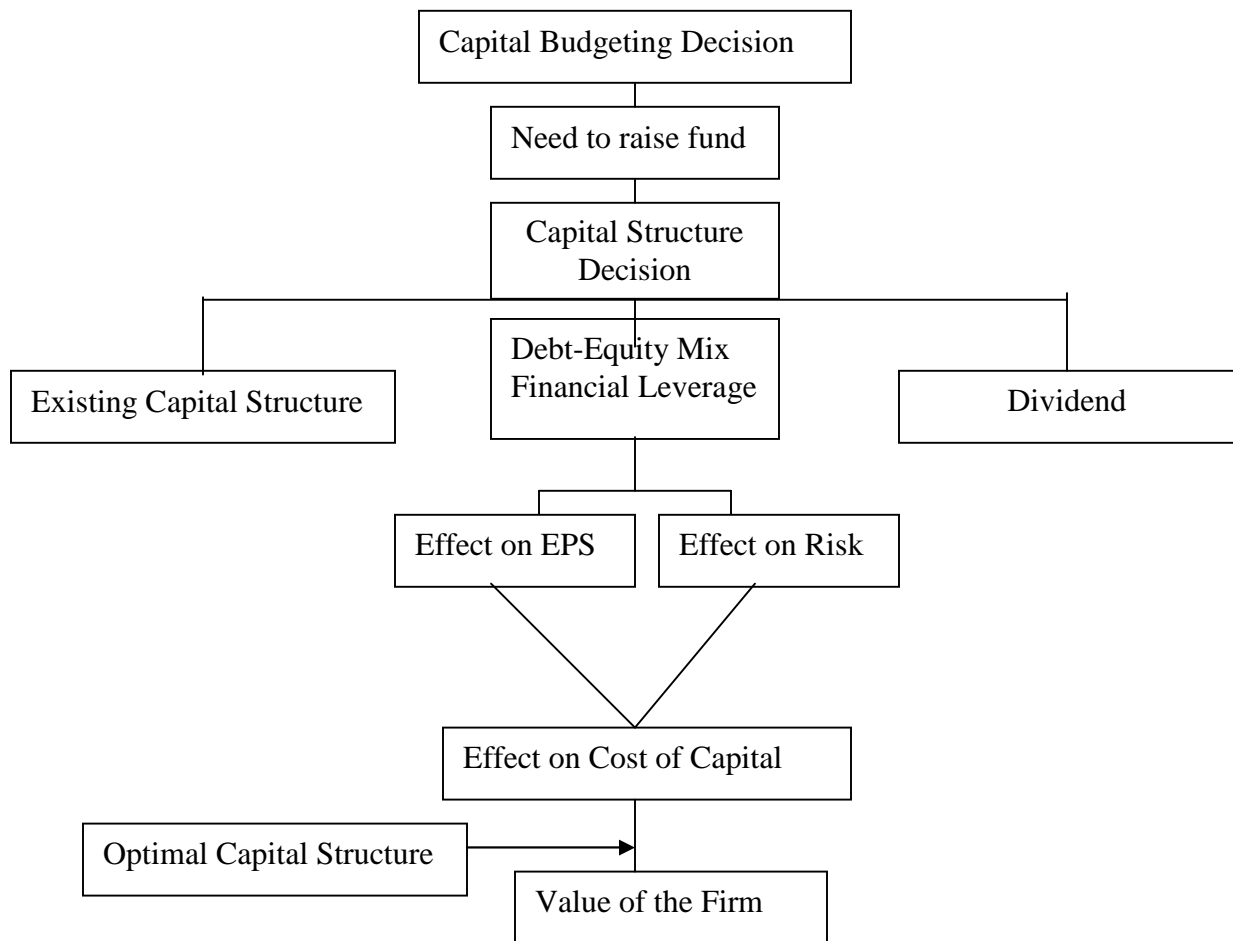 Capital Budgeting Decision
Need to raise fund
Capital Structure
Decision
Debt-Equity Mix
Financial Leverage
Existing Capital Structure
Dividend
Effect on EPS
Effect on Risk
Effect on Cost of Capital
Optimal Capital Structure
Value of the Firm